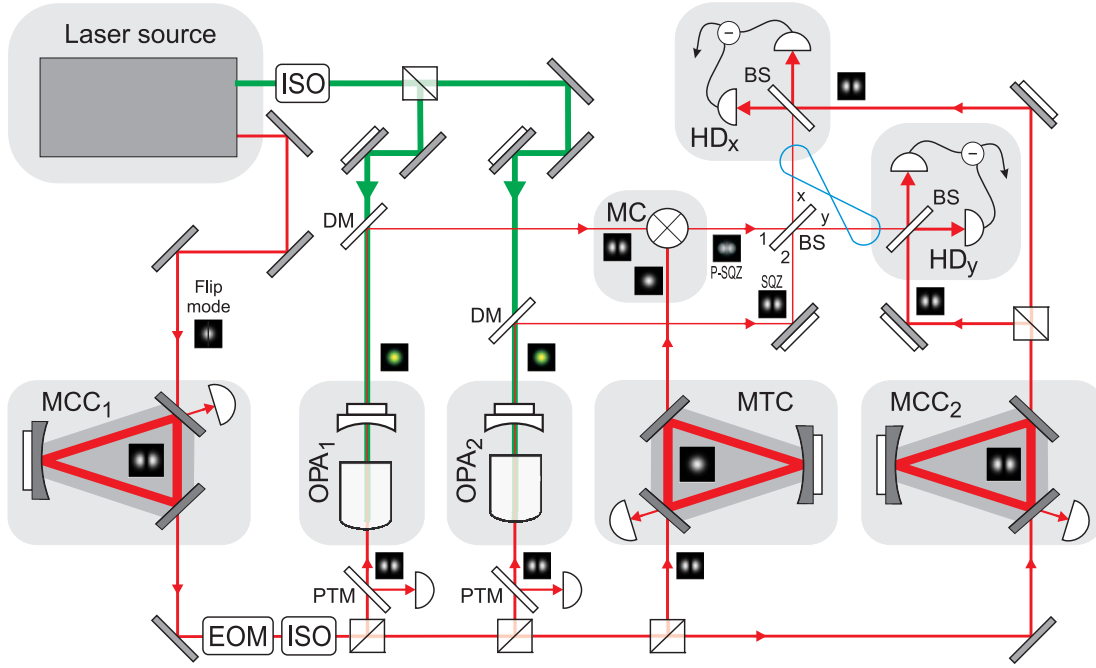 Laser source
ISO
BS
HDx
BS
HDy
DM
MC
x
y
1
2
BS
P-SQZ
SQZ
Flip
mode
DM
MCC1
OPA1
OPA2
MTC
MCC2
PTM
PTM
EOM
ISO